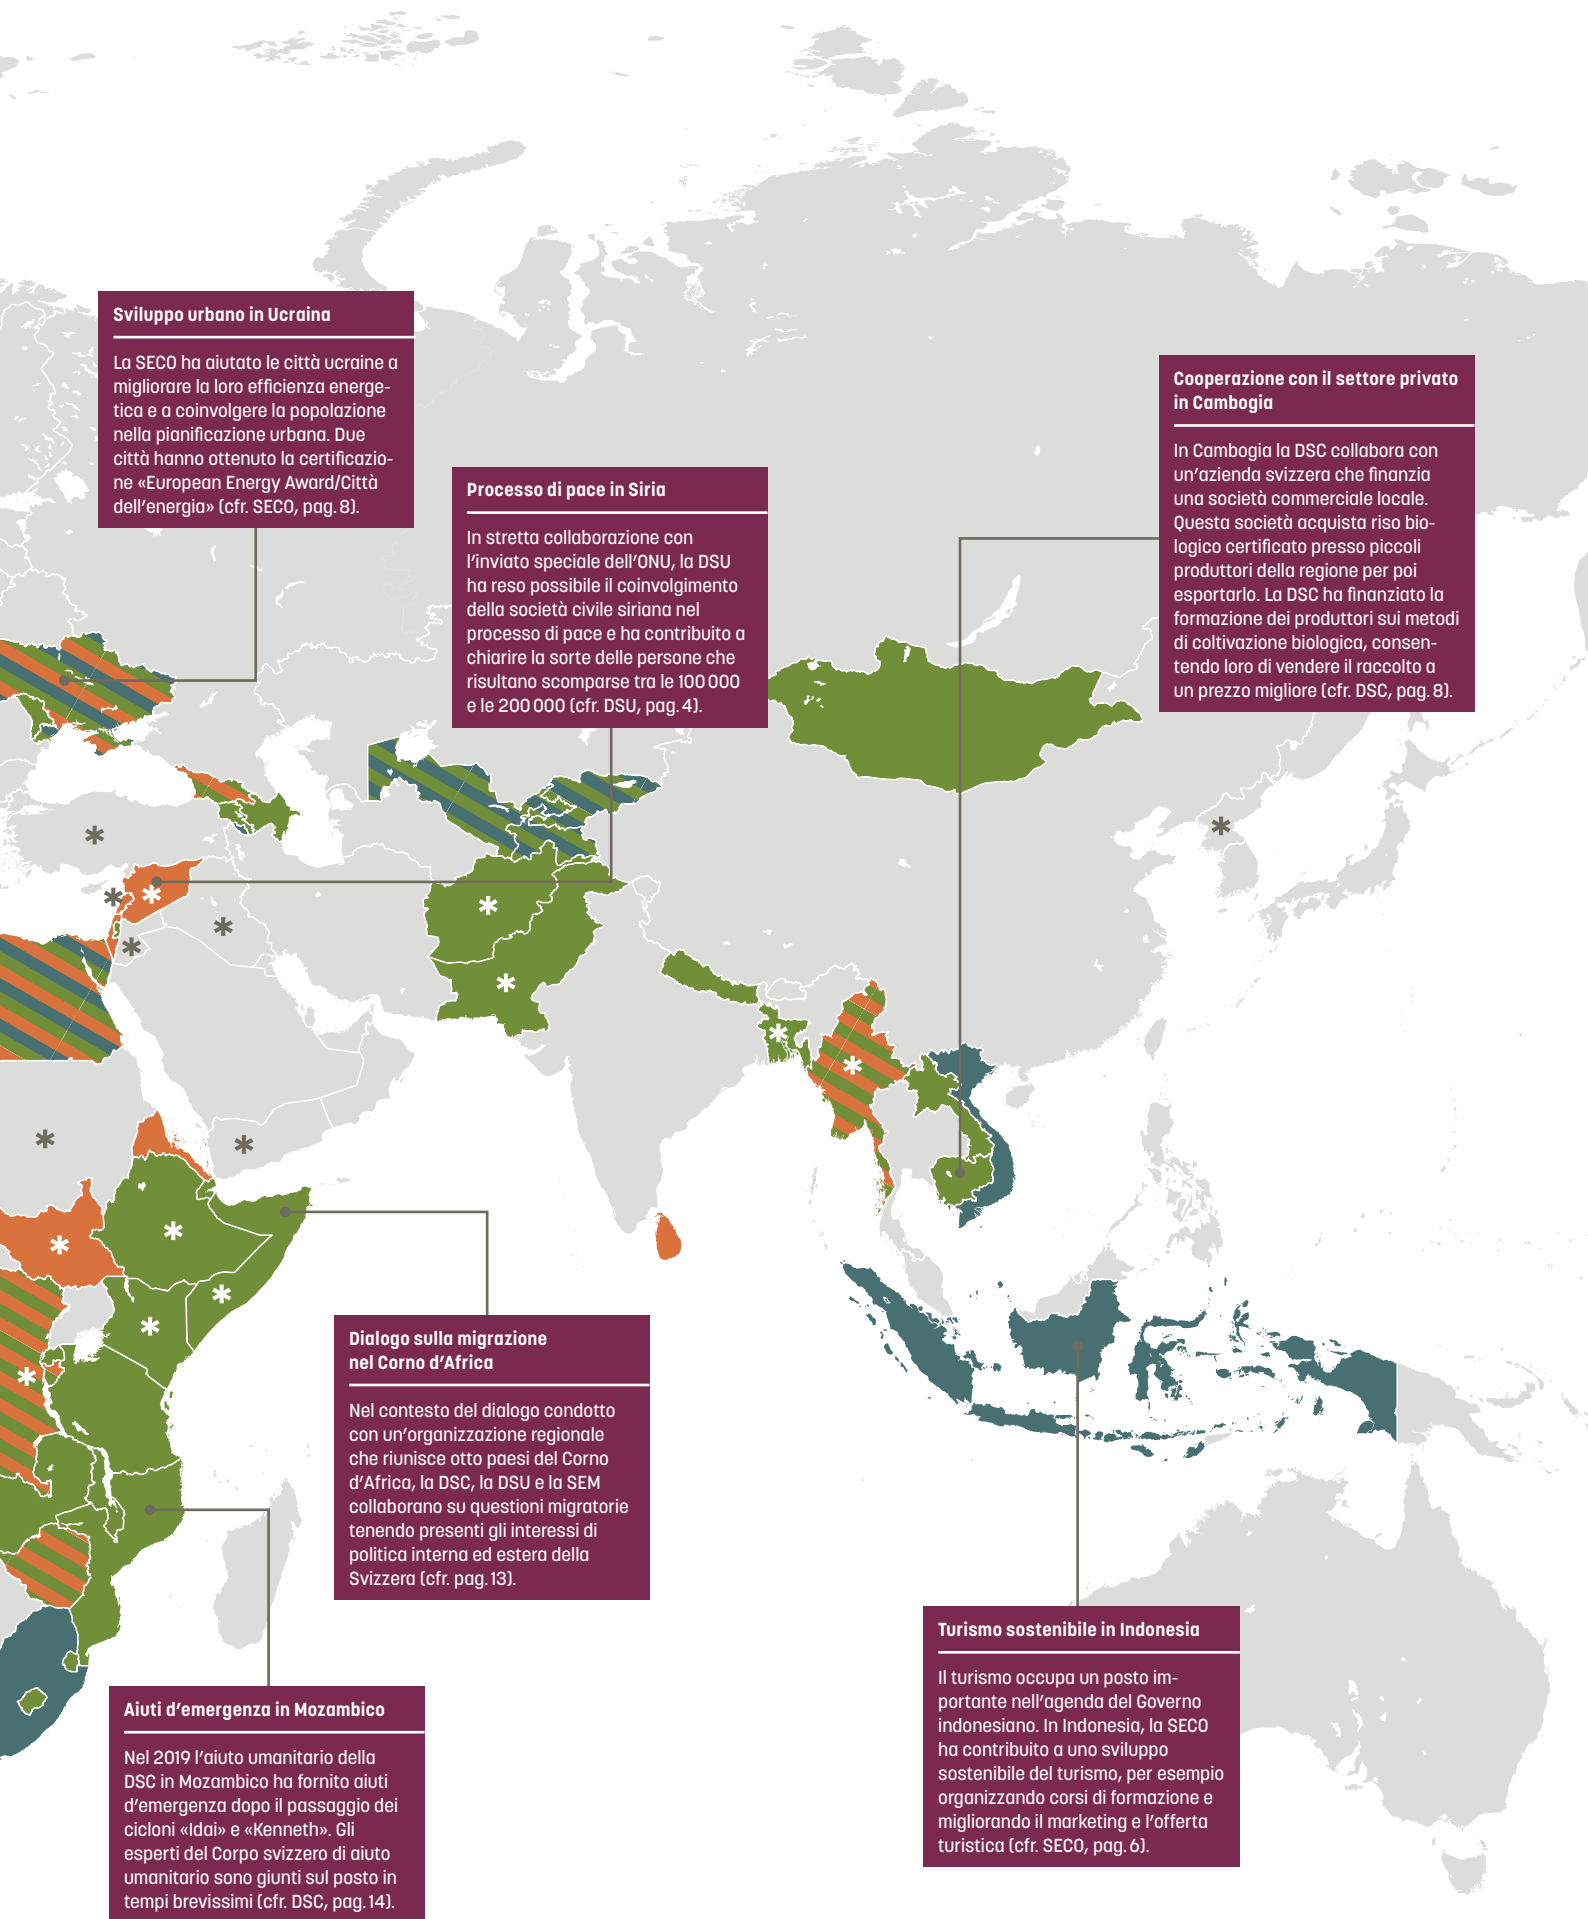 Sviluppo urbano in Ucraina
La SECO ha aiutato le città ucraine a
migliorare la loro efficienza energe-
tica e a coinvolgere la popolazione
nella pianificazione urbana. Due
città hanno ottenuto la certificazio-
ne «European Energy Award/Città
dell'energia» (cfr. SECO, pag. 8).
Cooperazione con il settore privato
in Cambogia
In Cambogia la DSC collabora con
un'azienda svizzera che finanzia
una società commerciale locale.
Questa società acquista riso bio-
logico certificato presso piccoli
produttori della regione per poi
esportarlo. La DSC ha finanziato la
formazione dei produttori sui metodi
di coltivazione biologica, consen-
tendo loro di vendere il raccolto a
un prezzo migliore (cfr. DSC, pag. 8).
Processo di pace in Siria
In stretta collaborazione con
l'inviato speciale dell'ONU, la DSU
ha reso possibile il coinvolgimento
della società civile siriana nel
processo di pace e ha contribuito a
chiarire la sorte delle persone che
risultano scomparse tra le 100 000
e le 200 000 (cfr. DSU, pag. 4).
Dialogo sulla migrazione
nel Corno d'Africa
Nel contesto del dialogo condotto
con un'organizzazione regionale
che riunisce otto paesi del Corno
d'Africa, la DSC, la DSU e la SEM
collaborano su questioni migratorie
tenendo presenti gli interessi di
politica interna ed estera della
Svizzera (cfr. pag. 13).
Turismo sostenibile in Indonesia
Il turismo occupa un posto im-
portante nell'agenda del Governo
indonesiano. In Indonesia, la SECO
ha contribuito a uno sviluppo
sostenibile del turismo, per esempio
organizzando corsi di formazione e
migliorando il marketing e l'offerta
turistica (cfr. SECO, pag. 6).
Aiuti d'emergenza in Mozambico
Nel 2019 l'aiuto umanitario della
DSC in Mozambico ha fornito aiuti
d'emergenza dopo il passaggio dei
cicloni «Idai» e «Kenneth». Gli
esperti del Corpo svizzero di aiuto
umanitario sono giunti sul posto in
tempi brevissimi (cfr. DSC, pag. 14).